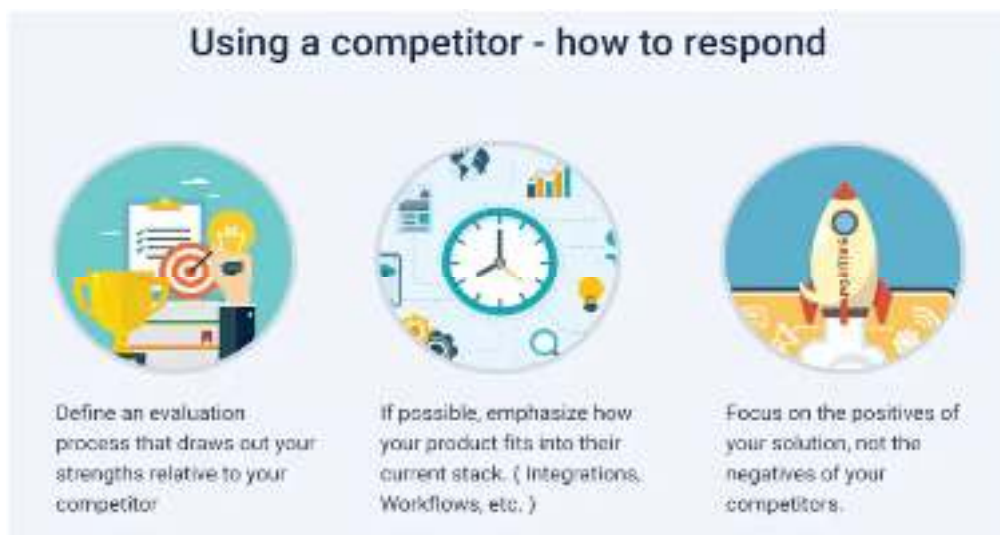 Using a competitor - how to respond
Define an evaluation
process that draws out your
strengths relative to your
competitor
If possible, emphasize how
your product fits into their
current stack. ( Integrations,
Workflows, etc. )
Focus on the positives of
your solution, not the
negatives of your
competitors.